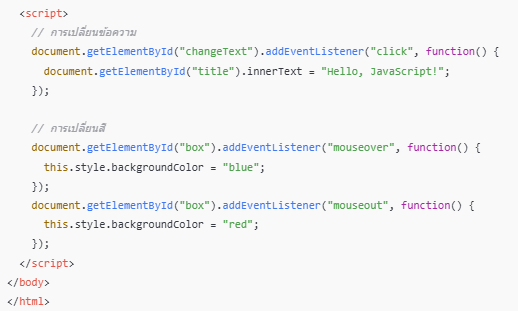 <script>
// การเปลี่ยนข้อความ
document.getElementById("changeText").addEventListener("click", function() {
document.getElementById("title").innerText = "Hello, JavaScript!";
});
// การเปลี่ยนสี
document.getElementById("box").addEventListener("mouseover", function() {
this.style.backgroundColor = "blue";
});
document.getElementById("box").addEventListener("mouseout", function() {
this.style.backgroundColor = "red";
});
</script>
</body>
</html>